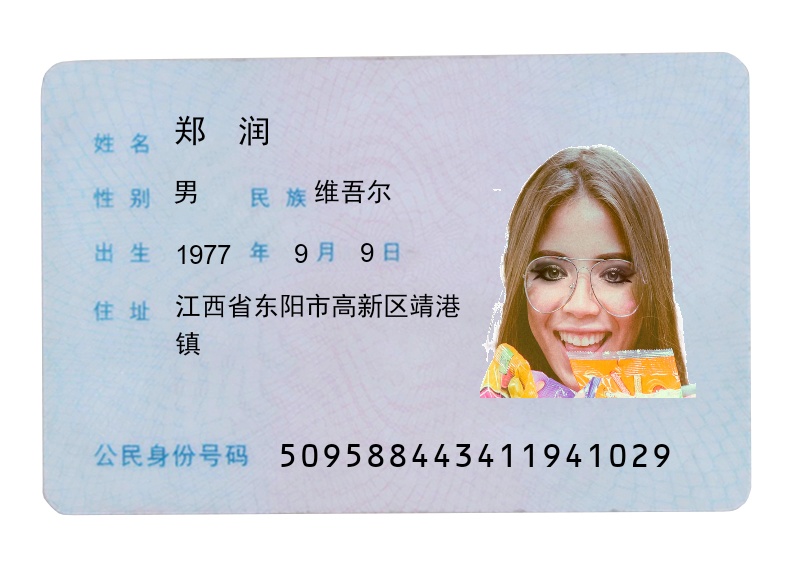 姓名 郑 润
性别 男 民族 维吾尔
出生 1977 年 9 月 9 日
住址 江西省东阳市高新区靖港
镇
公民身份号码 509588443411941029